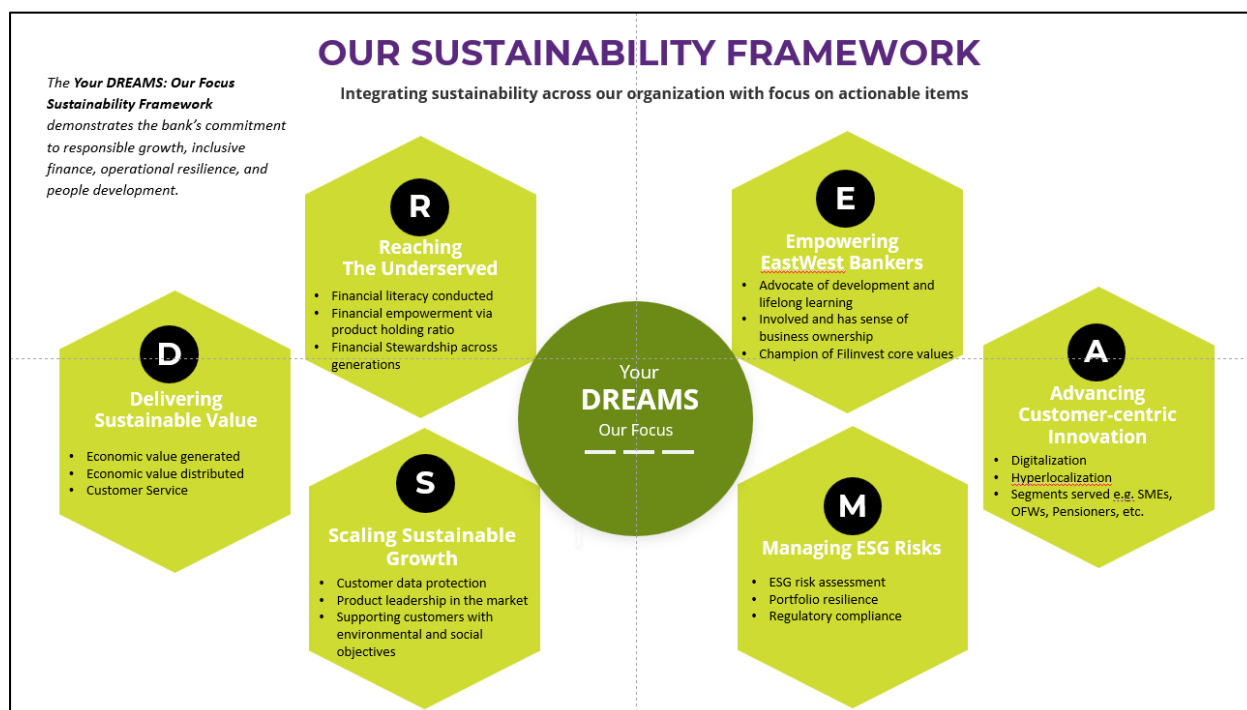 OUR SUSTAINABILITY FRAMEWORK
Integrating sustainability across our organization with focus on actionable items
The Your DREAMS: Our Focus
Sustainability Framework
demonstrates the bank's commitment
to responsible growth, inclusive
finance, operational resilience, and
people development.
D
Delivering
Sustainable Value
• Economic value generated
• Economic value distributed
• Customer Service
R
Reaching
The Underserved
• Financial literacy conducted
• Financial empowerment via
product holding ratio
• Financial Stewardship across
generations
E
Empowering
EastWest Bankers
• Advocate of development and
lifelong learning
• Involved and has sense of
business ownership
• Champion of Filinvest core values
A
Advancing
Customer-centric
Innovation
• Digitalization
• Hyperlocalization
• Segments served e.g. SMEs,
OFWs, Pensioners, etc.
M
Managing ESG Risks
• ESG risk assessment
• Portfolio resilience
• Regulatory compliance
S
Scaling Sustainable
Growth
• Customer data protection
• Product leadership in the market
• Supporting customers with
environmental and social
objectives
Your
DREAMS
Our Focus